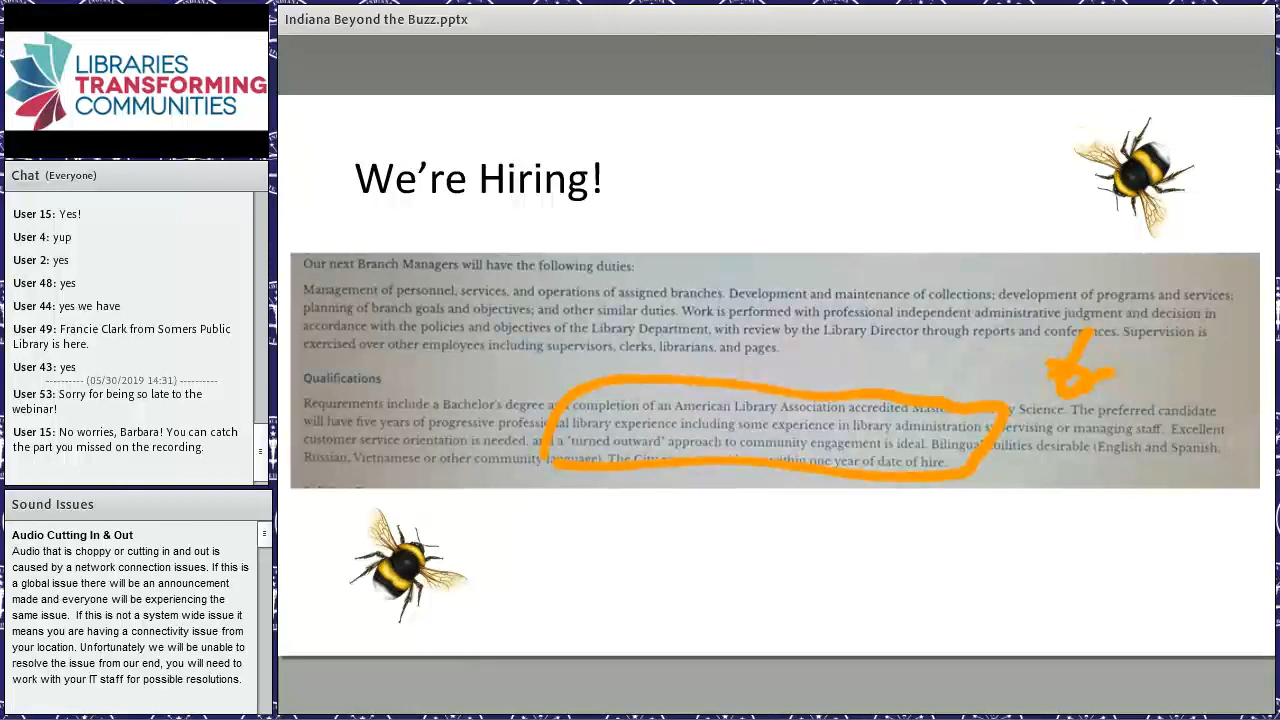 Indiana Beyond the Buzz.pptx
LIBRARIES
TRANSFORMING
COMMUNITIES
Chat (Everyone)
User 15: Yes!
User 4: yup
User 2: yes
User 48: yes
User 44: yes we have
User 49: Francie Clark from Somers Public
Library is here.
User 43: yes
---------- (05/30/2019 14:31) ----------
User 53: Sorry for being so late to the
webinar!
User 15: No worries, Barbara! You can catch
the part you missed on the recording.
Sound Issues
Audio Cutting In & Out
Audio that is choppy or cutting in and out is
caused by a network connection issues. If this is
a global issue there will be an announcement
made and everyone will be experiencing the
same issue.  If this is not a system wide issue it
means you are having a connectivity issue from
your location. Unfortunately we will be unable to
resolve the issue from our end, you will need to
work with your IT staff for possible resolutions.
We're Hiring!
Our next Branch Managers will have the following duties:
Management of personnel, services, and operations of assigned branches. Development and maintenance of collections; development of programs and services;
planning of branch goals and objectives; and other similar duties. Work is performed with professional independent administrative judgment and decision in
accordance with the policies and objectives of the Library Department, with review by the Library Director through reports and conferences. Supervision is
exercised over other employees including supervisors, clerks, librarians, and pages.
Qualifications
Requirements include a Bachelor's degree and completion of an American Library Association accredited Science. The preferred candidate
will have five years of progressive professional library experience including some experience in library administration supervising or managing staff. Excellent
customer service orientation is needed, and a "turned outward" approach to community engagement is ideal. Bilingual abilities desirable (English and Spanish,
Russian, Vietnamese or other community language). The City within one year of date of hire.